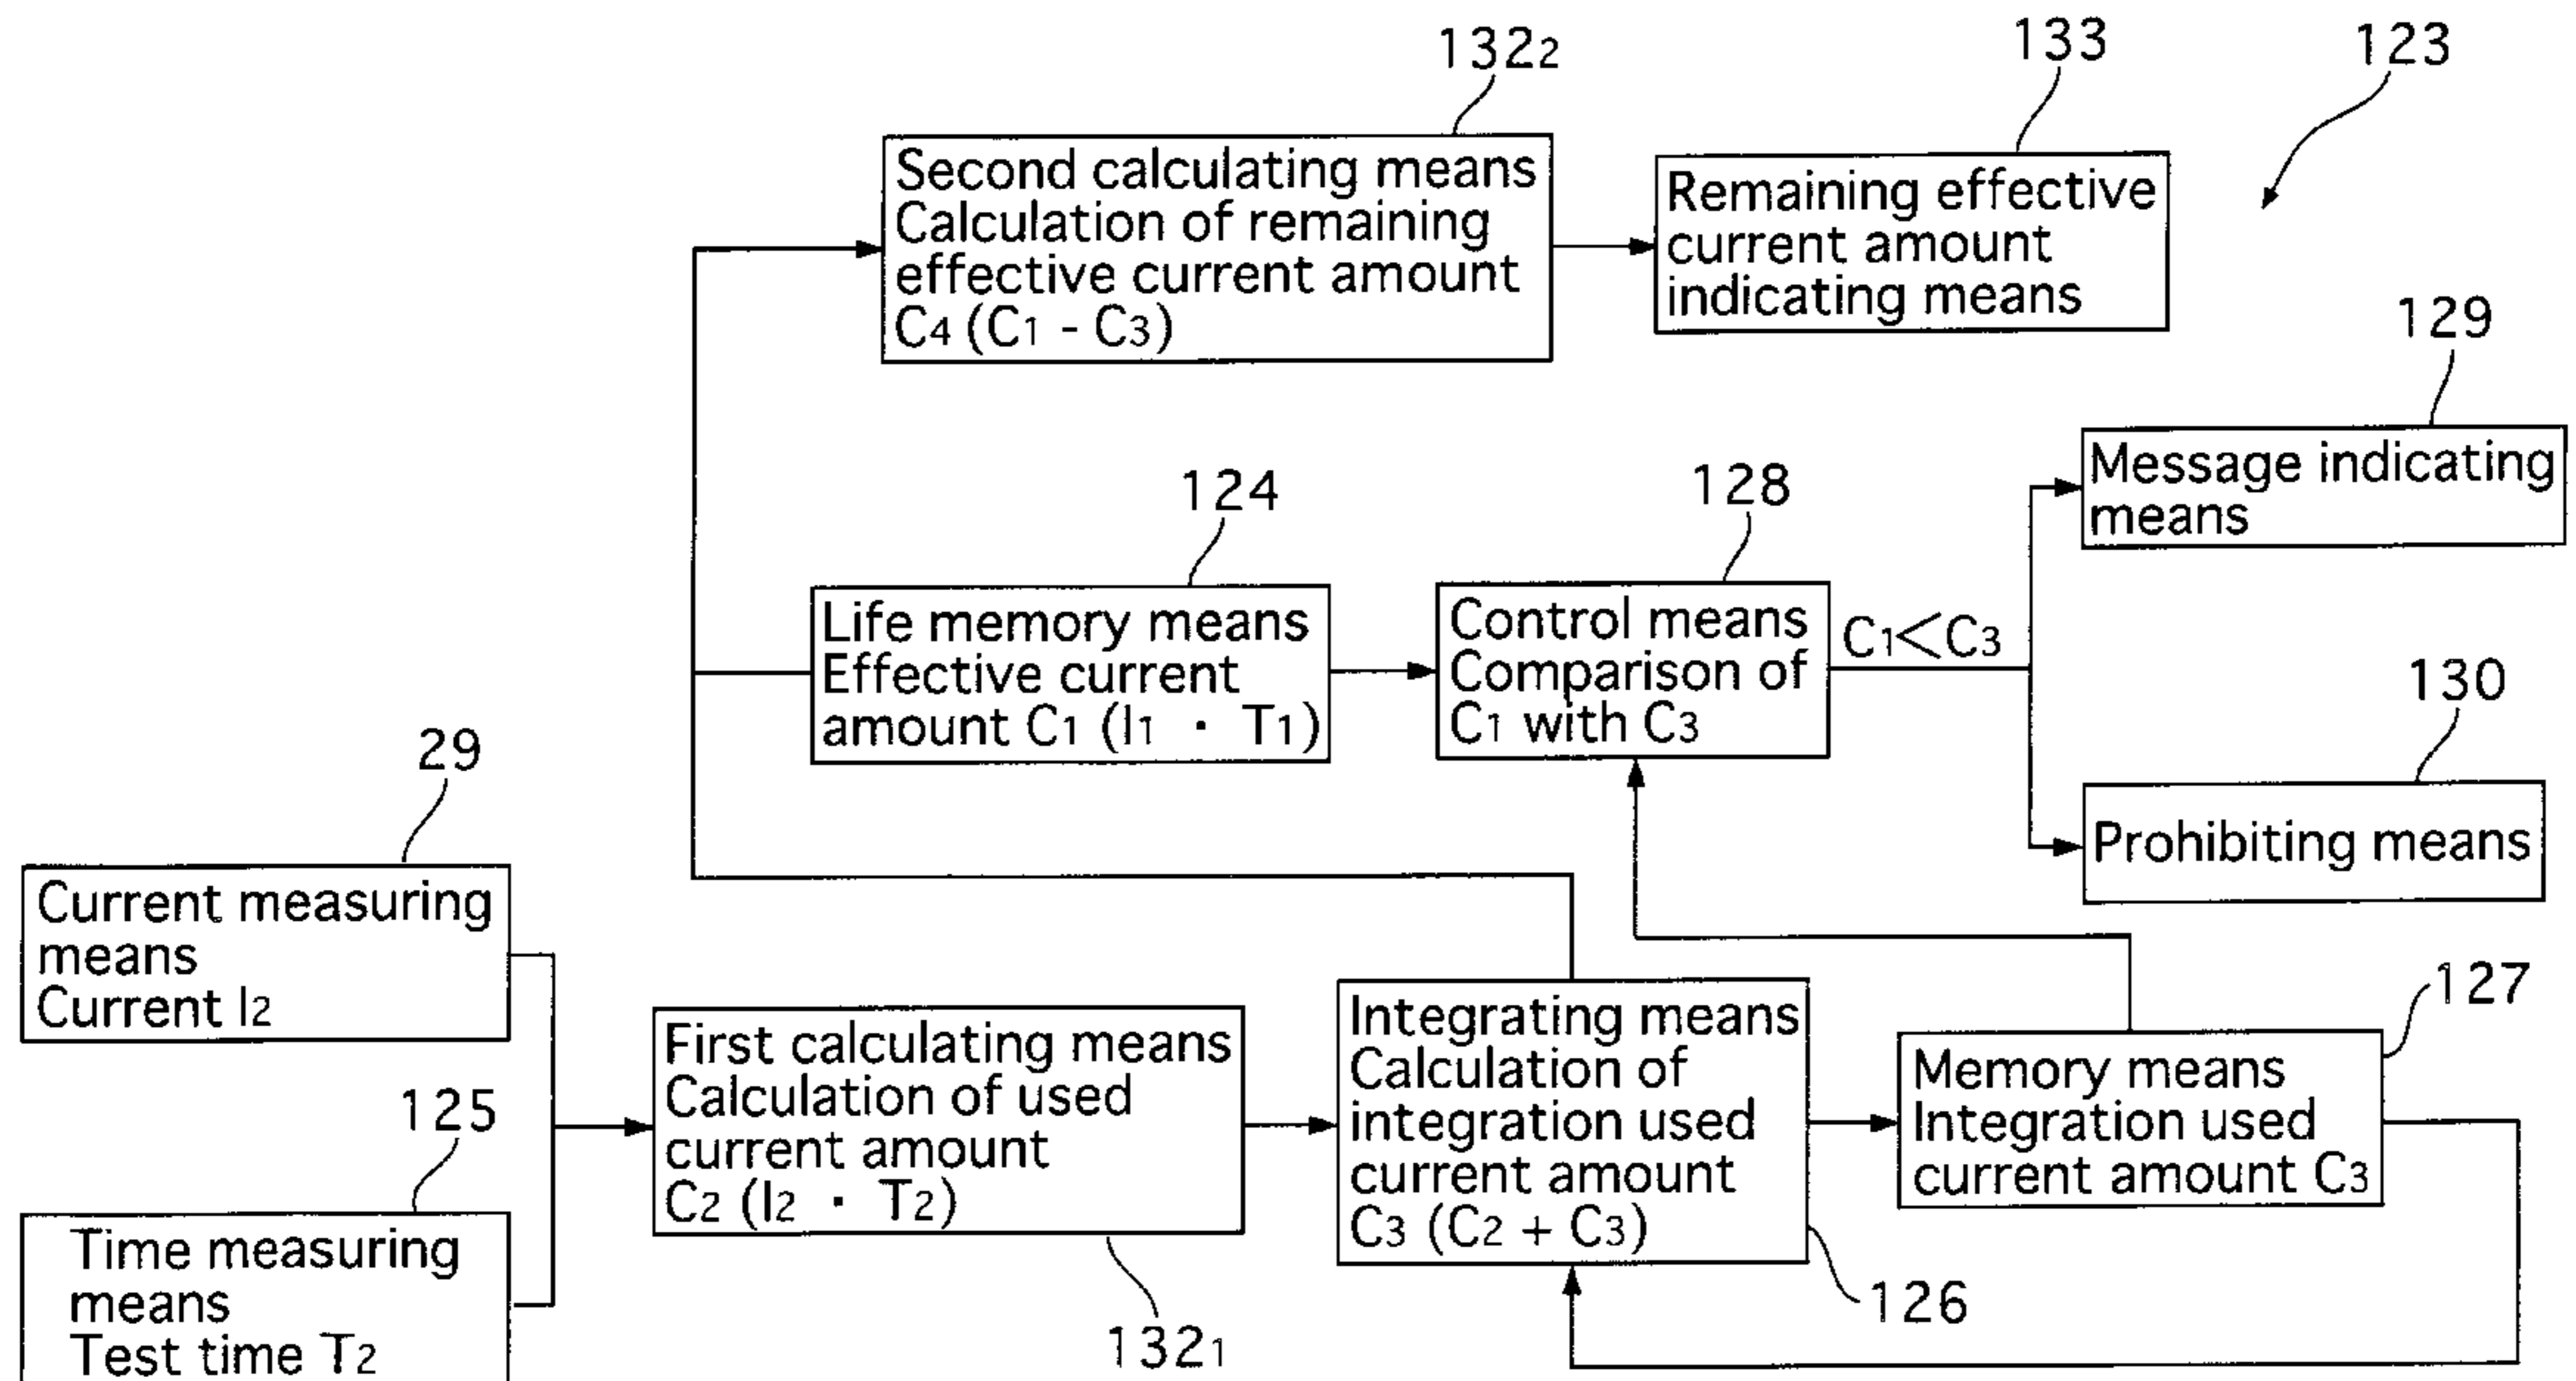 132₂
133
123
Second calculating means
Calculation of remaining
effective current amount
C₄ (C₁ - C₃)
Remaining effective
current amount
indicating means
129
Message indicating
means
124
Life memory means
Effective current
amount C₁ (I₁ · T₁)
128
Control means
Comparison of
C₁ with C₃
C₁<C₃
130
Prohibiting means
29
Current measuring
means
Current I₂
125
Time measuring
means
Test time T₂
First calculating means
Calculation of used
current amount
C₂ (I₂ · T₂)
132₁
Integrating means
Calculation of
integration used
current amount
C₃ (C₂ + C₃)
126
127
Memory means
Integration used
current amount C₃